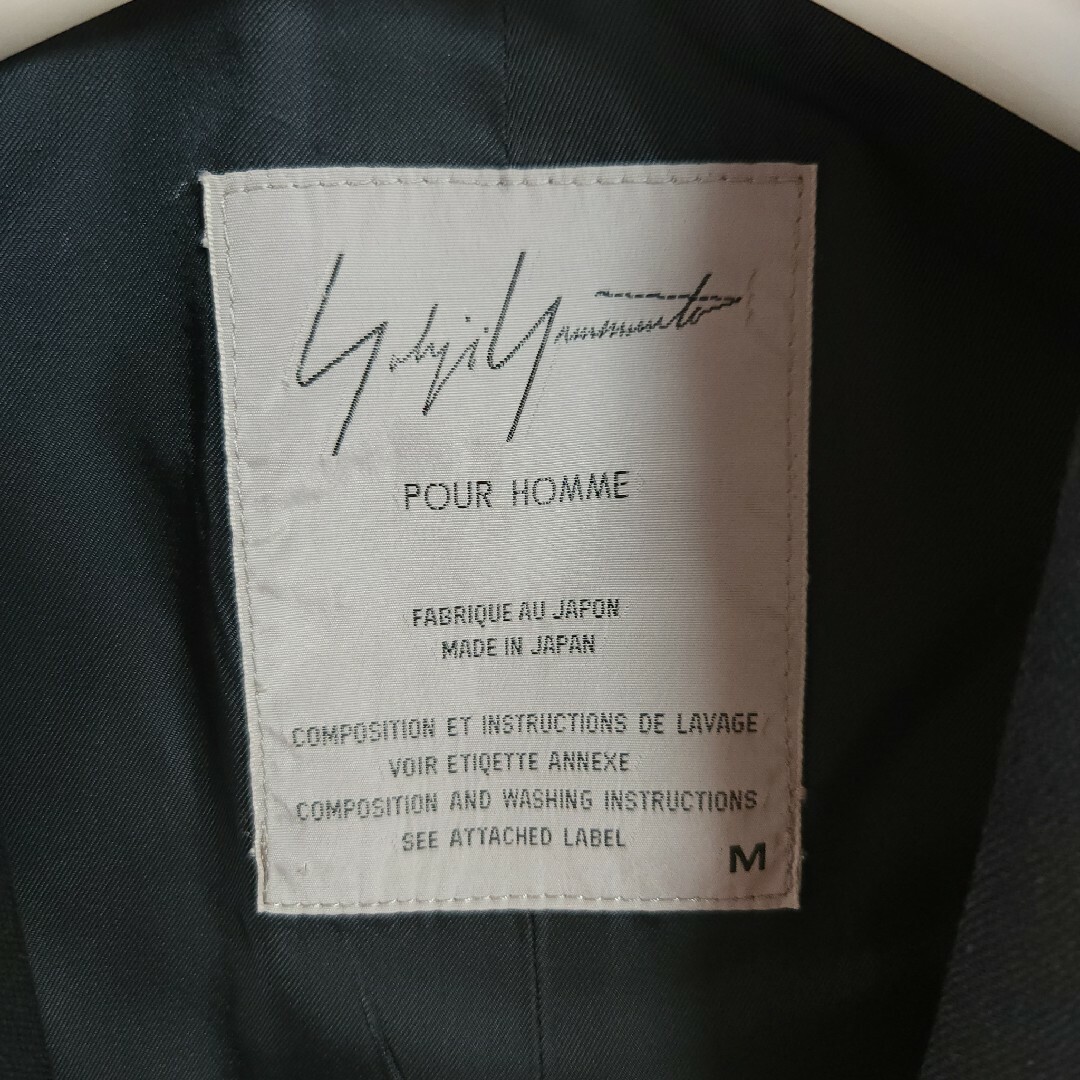 Yohji Yamamoto
POUR HOMME
FABRIQUE AU JAPON
MADE IN JAPAN
COMPOSITION ET INSTRUCTIONS DE LAVAGE
VOIR ETIQETTE ANNEXE
COMPOSITION AND WASHING INSTRUCTIONS
SEE ATTACHED LABEL
M